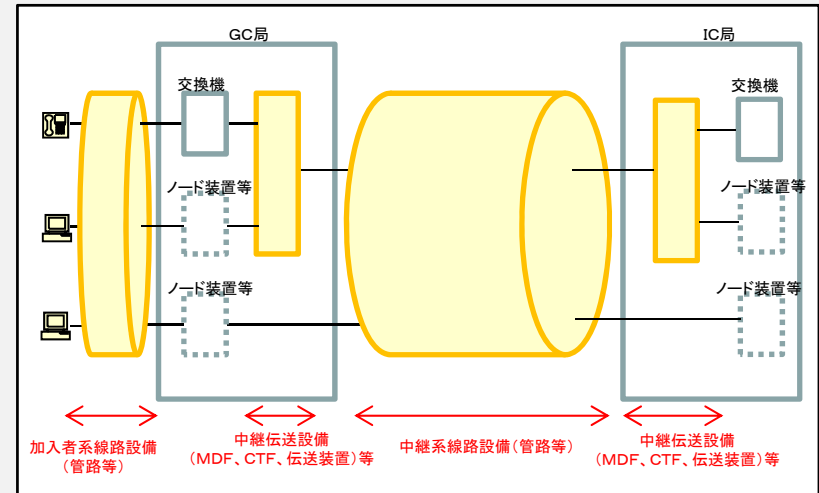 GC局
IC局
交換機
交換機
ノード装置等
ノード装置等
ノード装置等
ノード装置等
加入者系線路設備
(管路等)
中継伝送設備
(MDF、CTF、伝送装置)等
中継系線路設備(管路等)
中継伝送設備
(MDF、CTF、伝送装置)等